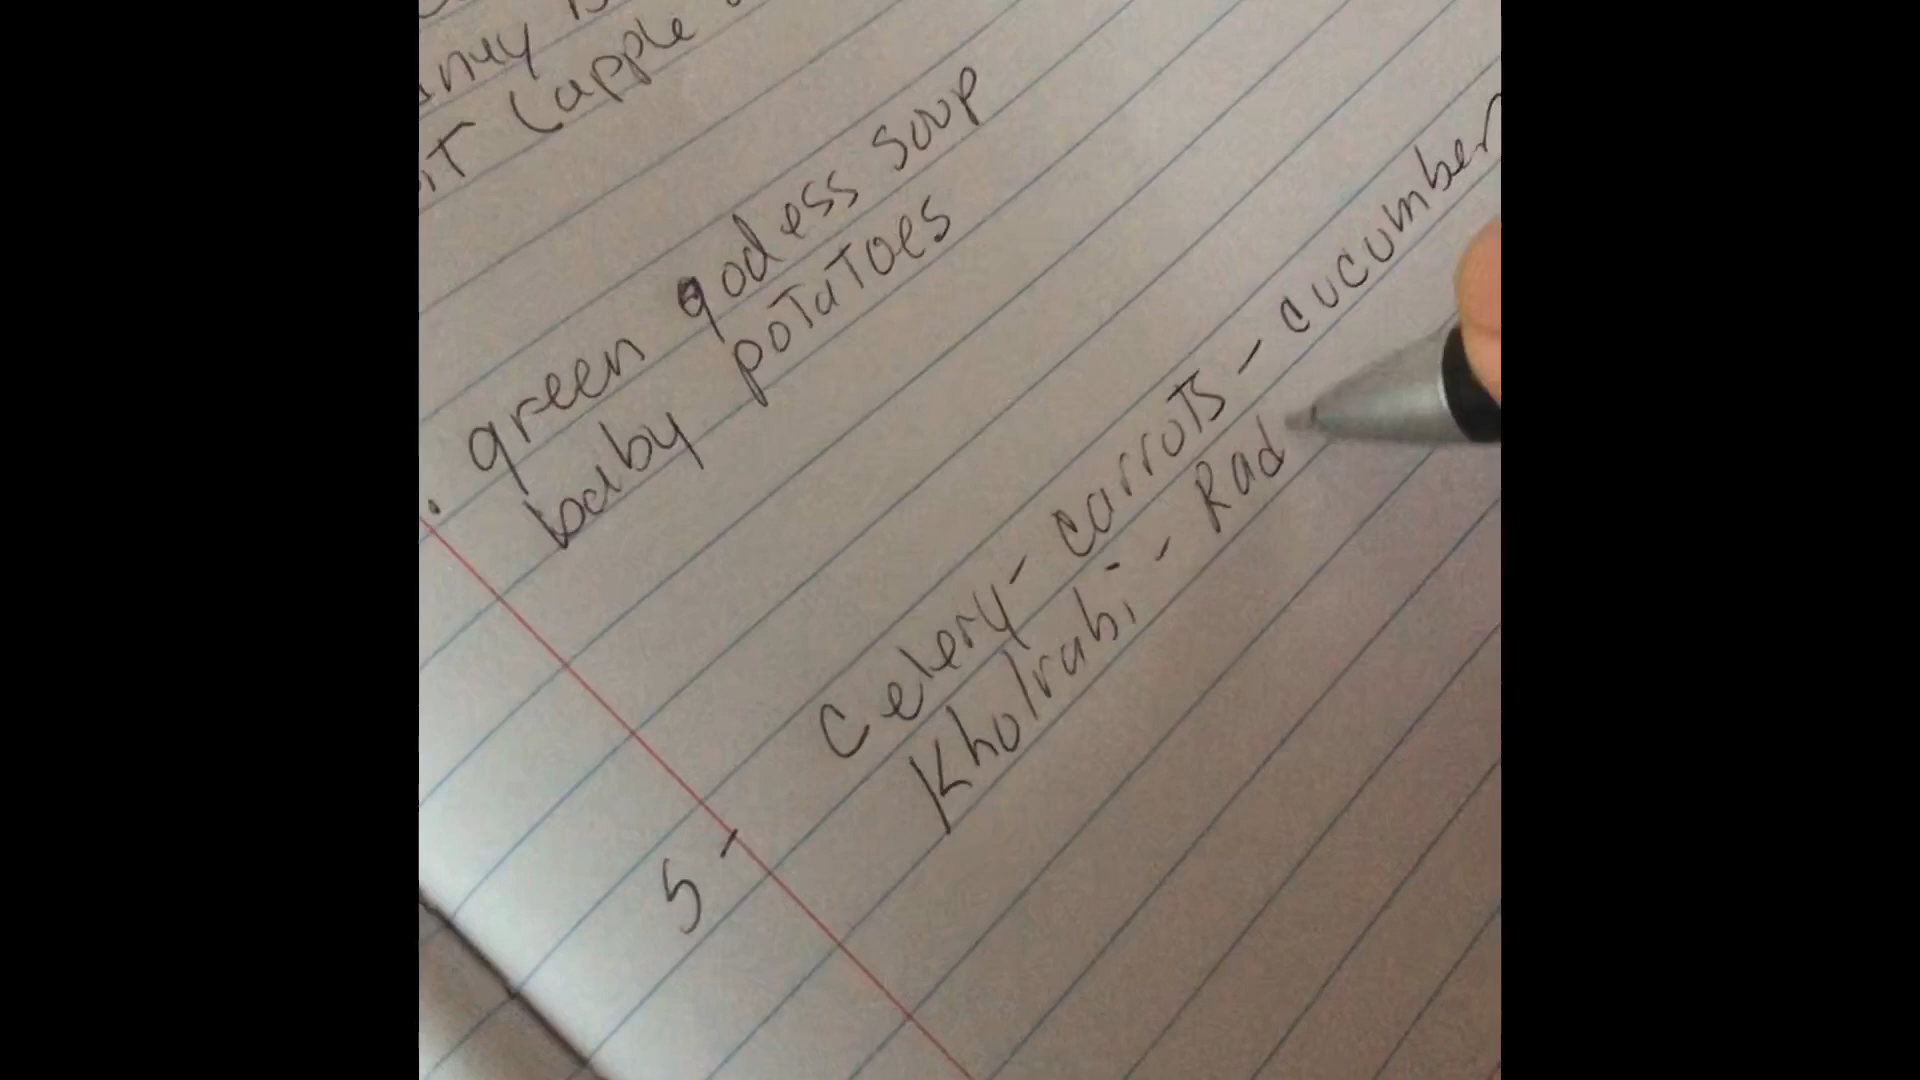 (apple
. green godess soup
baby potatoes
5 - Celery - carrots - cucumber
Kholrabi - Rad